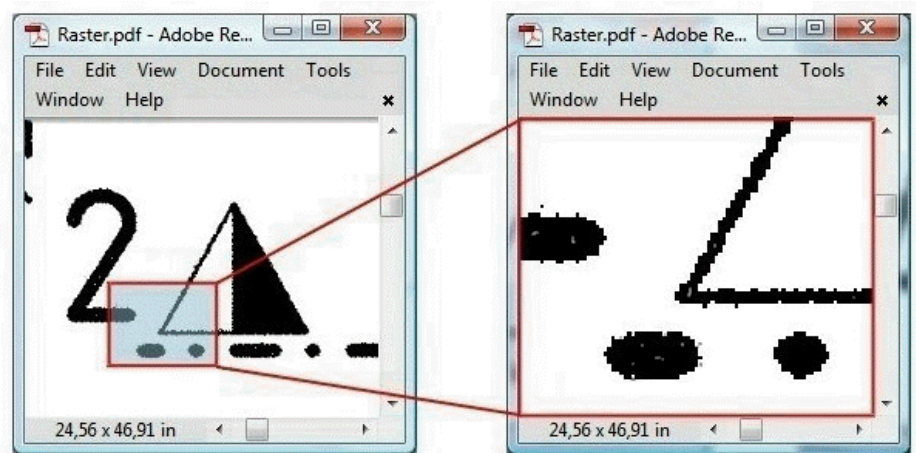 Raster.pdf - Adobe Re...
File Edit View Document Tools
Window Help
2
24,56 x 46,91 in
Raster.pdf - Adobe Re...
File Edit View Document Tools
Window Help
24,56 x 46,91 in